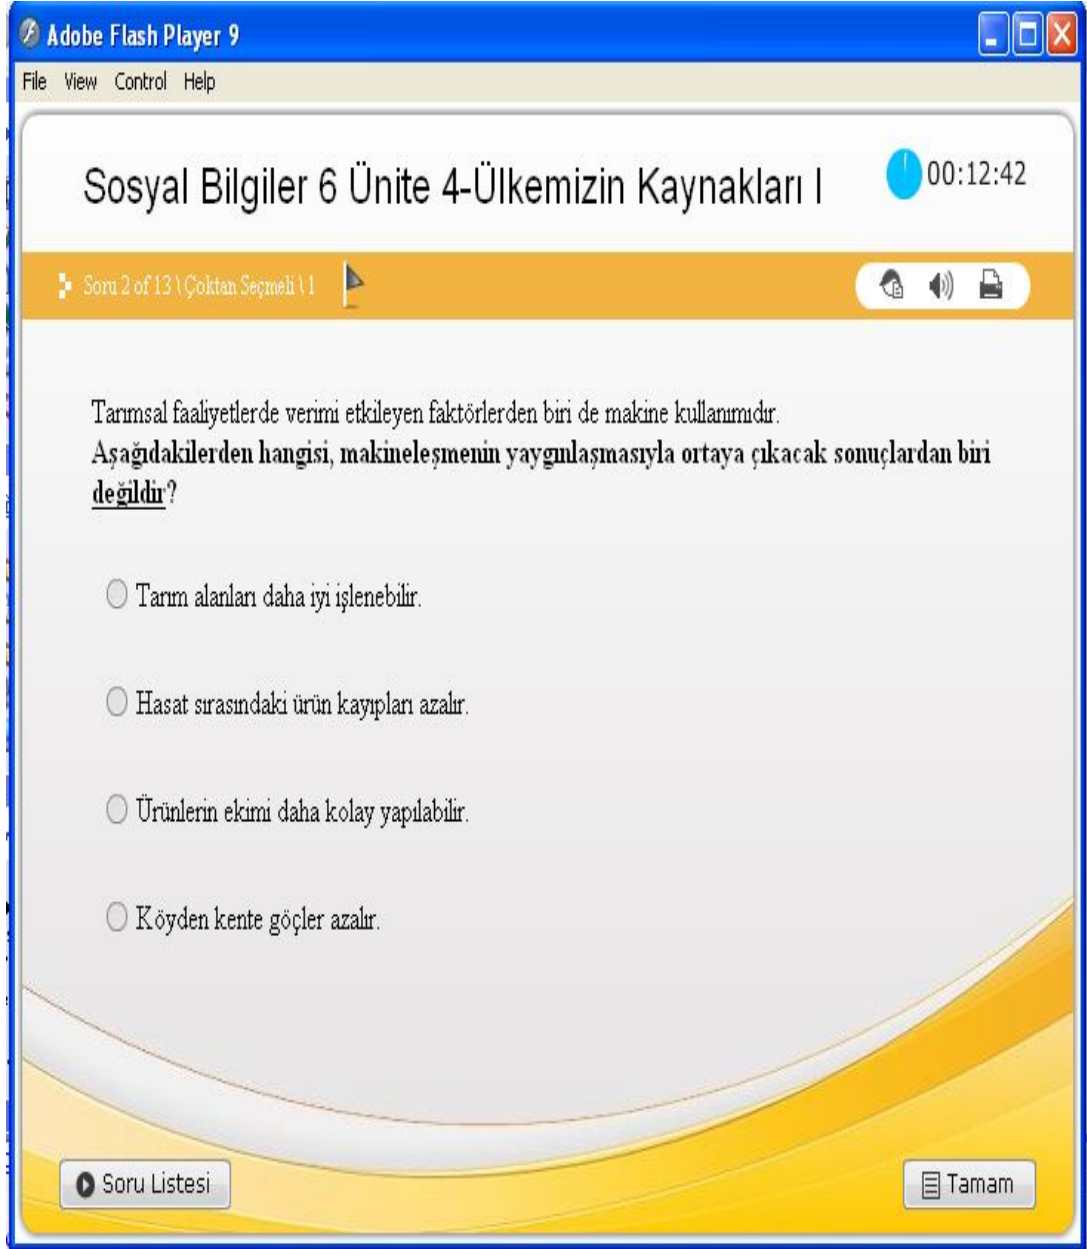 Adobe Flash Player 9
File View Control Help
Sosyal Bilgiler 6 Ünite 4-Ülkemizin Kaynakları I
00:12:42
Soru 2 of 13 \ Çoktan Seçmeli \ 1
Tarımsal faaliyetlerde verimi etkileyen faktörlerden biri de makine kullanımıdır.
Aşağıdakilerden hangisi, makineleşmenin yaygınlaşmasıyla ortaya çıkacak sonuçlardan biri
değildir?
Tarım alanları daha iyi işlenebilir.
Hasat sırasındaki ürün kayıpları azalır.
Ürünlerin ekimi daha kolay yapılabilir.
Köyden kente göçler azalır.
Soru Listesi
Tamam